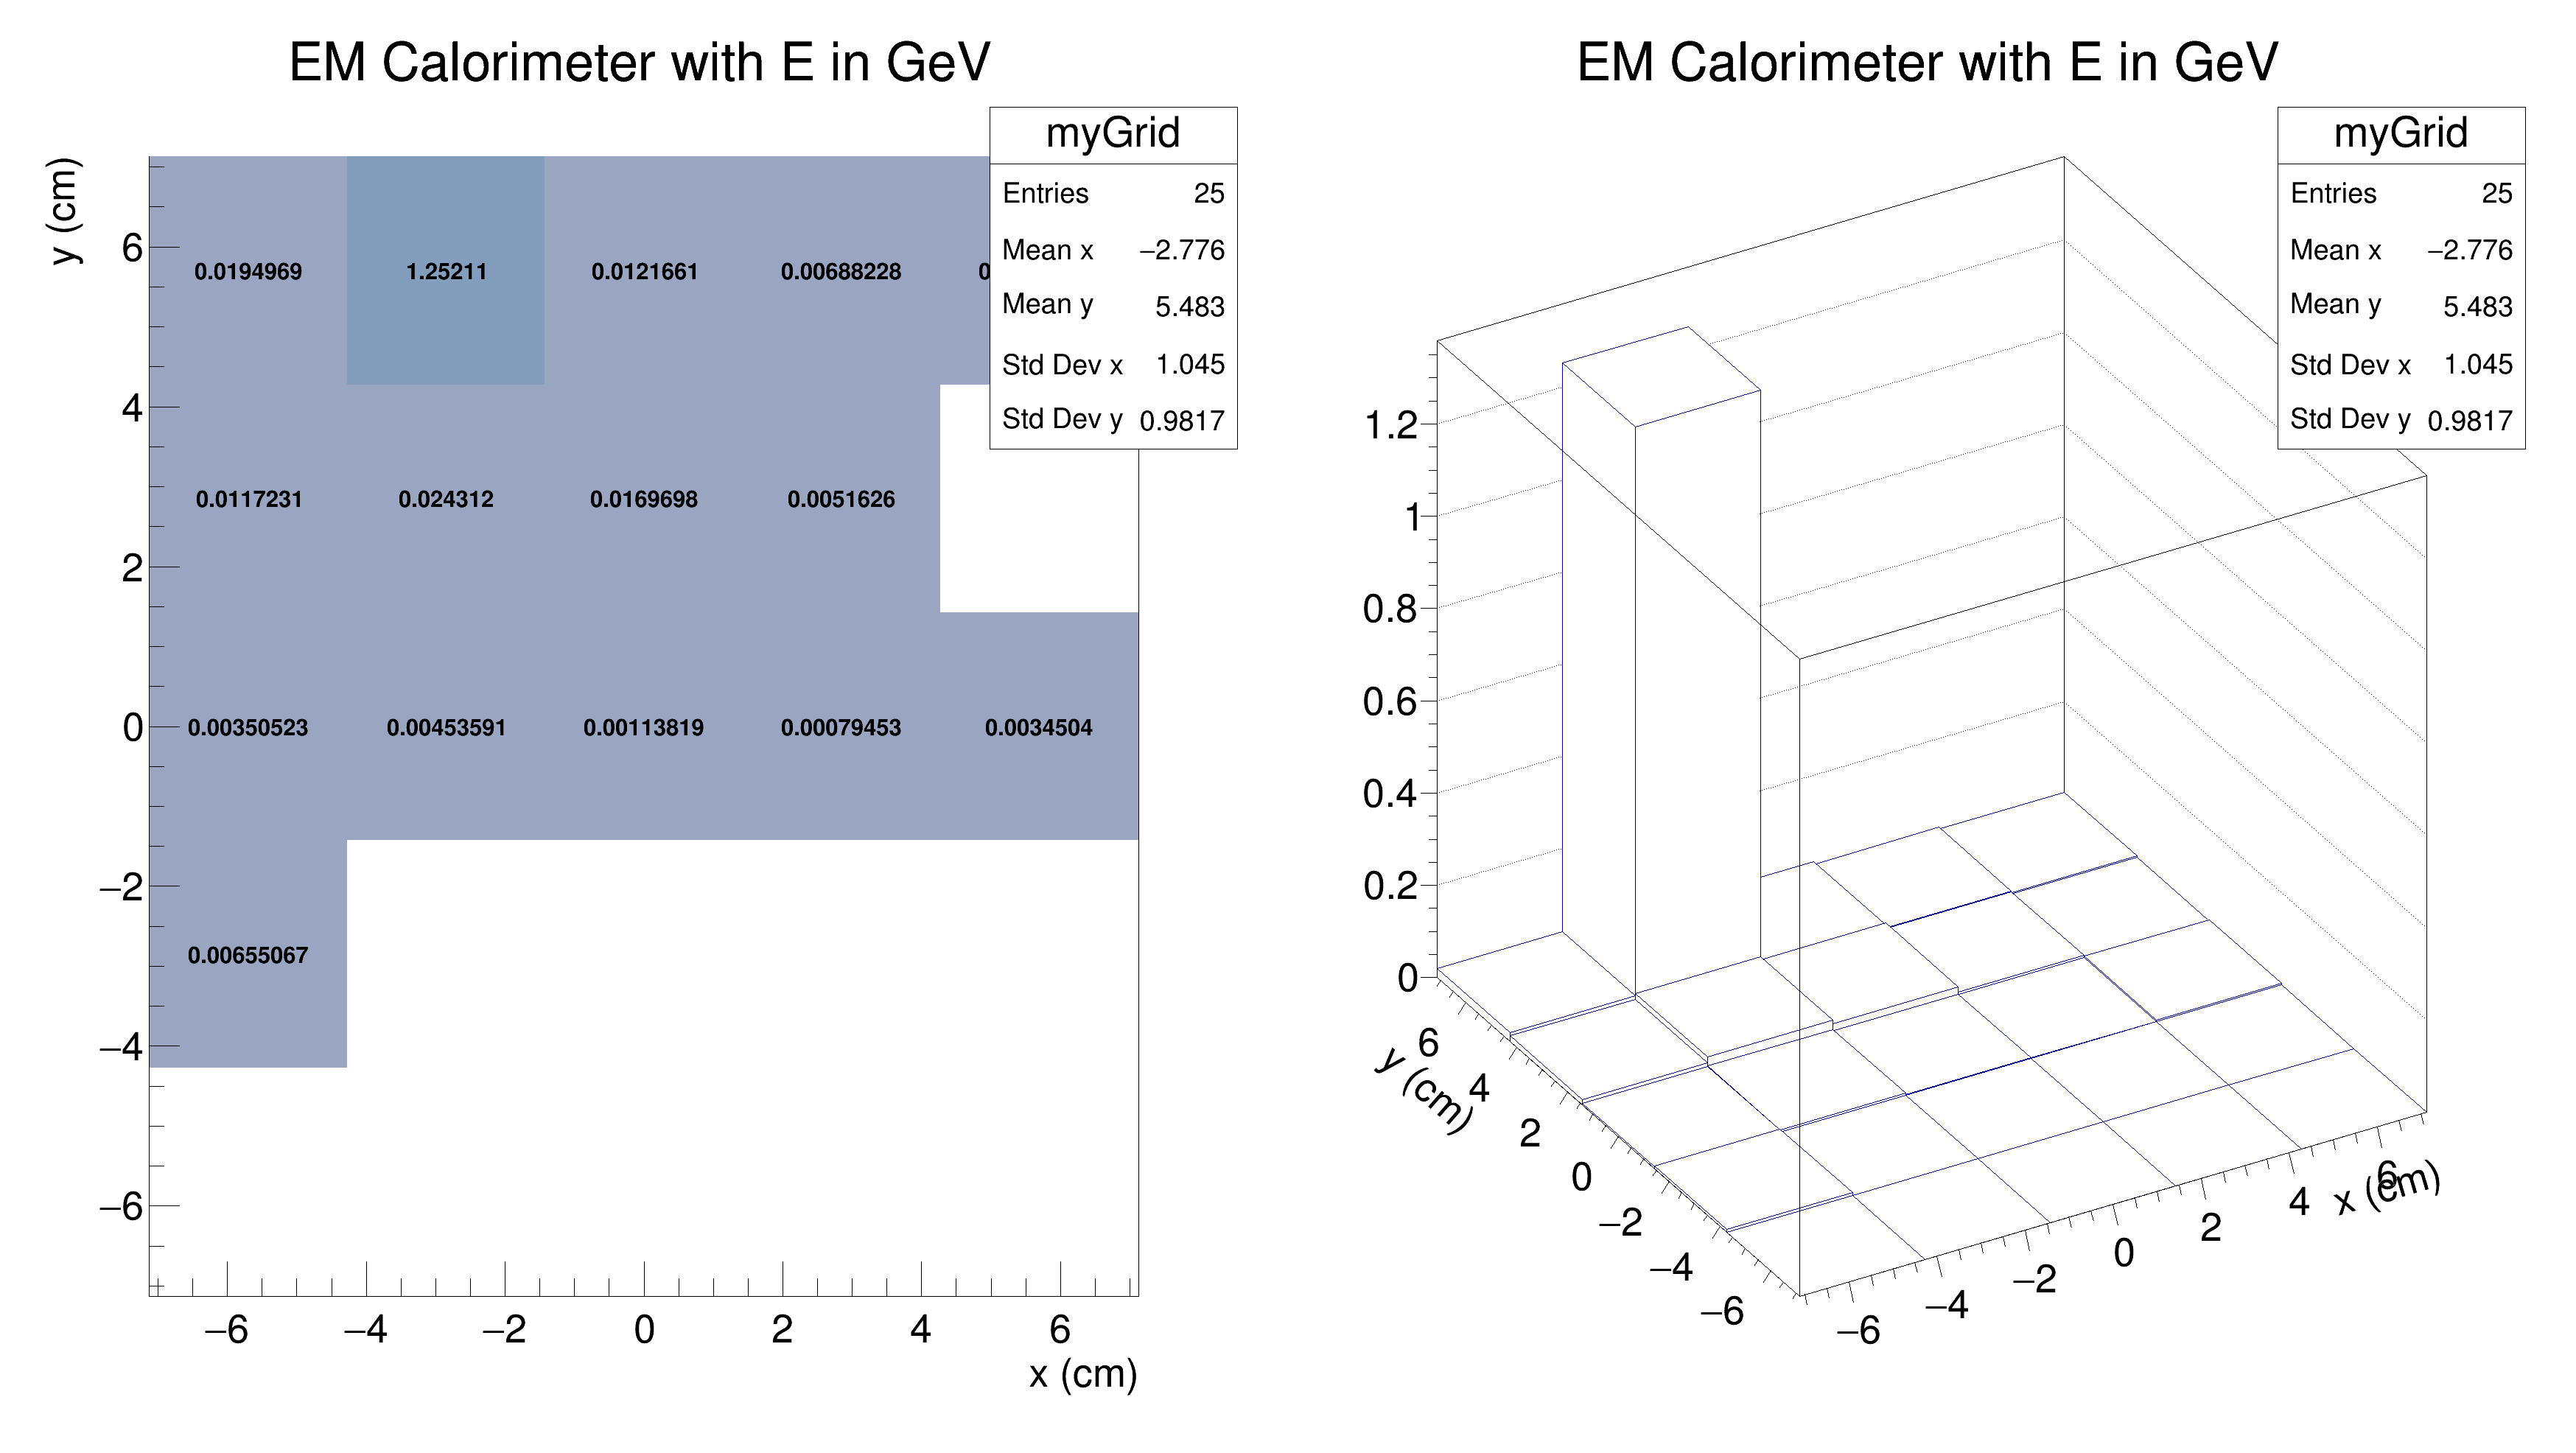 EM Calorimeter with E in GeV
myGrid
Entries 25
Mean x −2.776
Mean y 5.483
Std Dev x 1.045
Std Dev y 0.9817
y (cm)
6
4
2
0
−2
−4
−6
0.0194969 1.25211 0.0121661 0.00688228
0.0117231 0.024312 0.0169698 0.0051626
0.00350523 0.00453591 0.00113819 0.00079453 0.0034504
0.00655067
−6 −4 −2 0 2 4 6
x (cm)
EM Calorimeter with E in GeV
myGrid
Entries 25
Mean x −2.776
Mean y 5.483
Std Dev x 1.045
Std Dev y 0.9817
1.2
1
0.8
0.6
0.4
0.2
0
6
4
2
0
−2
−4
−6
y (cm)
−6
−4
−2
0
2
4
6
x (cm)